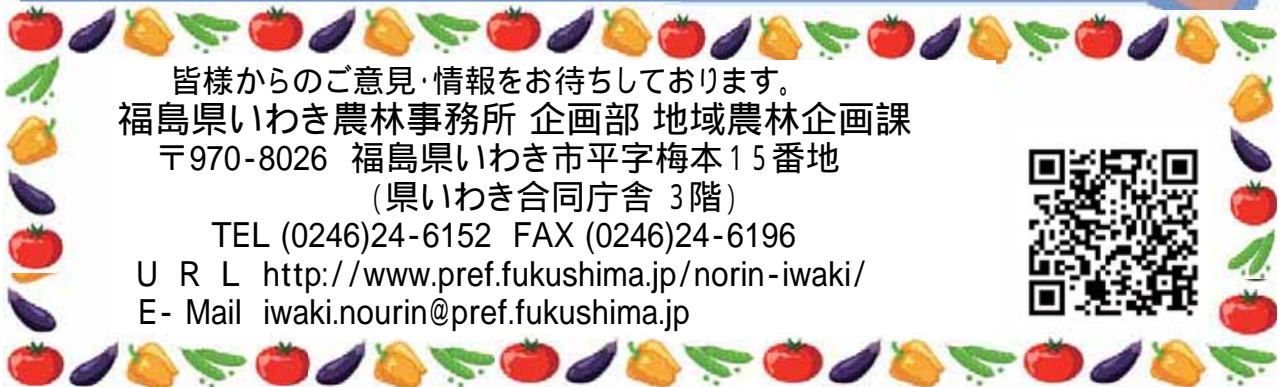 皆様からのご意見・情報をお待ちしております。
福島県いわき農林事務所 企画部 地域農林企画課
〒970-8026 福島県いわき市平字梅本15番地
(県いわき合同庁舎 3階)
TEL (0246)24-6152 FAX (0246)24-6196
U R L http://www.pref.fukushima.jp/norin-iwaki/
E- Mail iwaki.nourin@pref.fukushima.jp